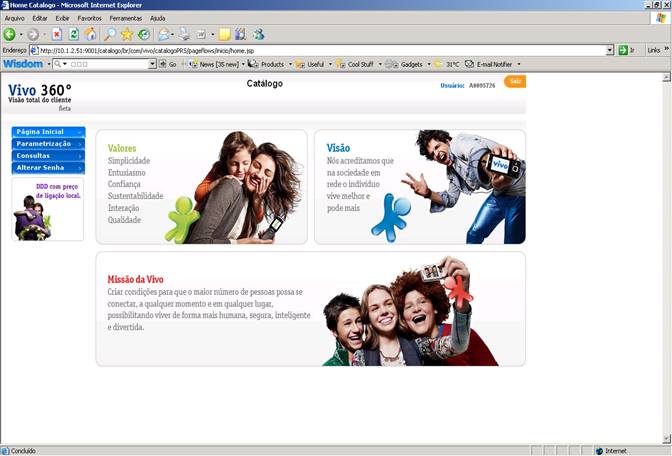 Home Catalogo - Microsoft Internet Explorer
Arquivo Editar Exibir Favoritos Ferramentas Ajuda
Endereço http://10.1.2.51:9001/catalogo/br/com/vivo/catalogoPRS/pageflows/inicio/home.jsp Ir Links »
Wisdom Go News [35 new] Products Useful Cool Stuff Gadgets 31°C E-mail Notifier
Vivo 360°
Visão total do cliente
Beta
Catálogo
Usuário: A0095726
Sair
Página Inicial
Parametrização
Consultas
Alterar Senha
DDD com preço
de ligação local.
Valores
Simplicidade
Entusiasmo
Confiança
Sustentabilidade
Interação
Qualidade
Visão
Nós acreditamos que
na sociedade em
rede o indivíduo
vive melhor e
pode mais
vivo
Missão da Vivo
Criar condições para que o maior número de pessoas possa se
conectar, a qualquer momento e em qualquer lugar,
possibilitando viver de forma mais humana, segura, inteligente
e divertida.
Concluído
Internet